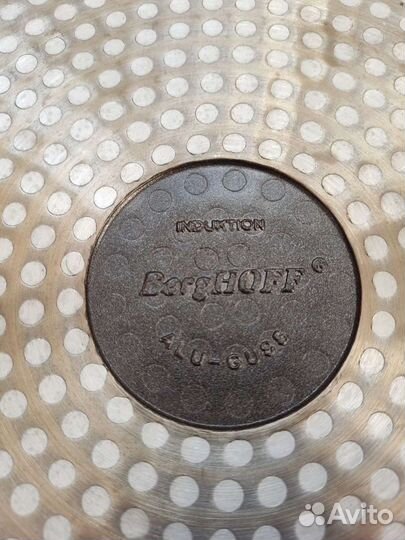 INDUKTION
BergHOFF ®
ALU-GUSS
Avito